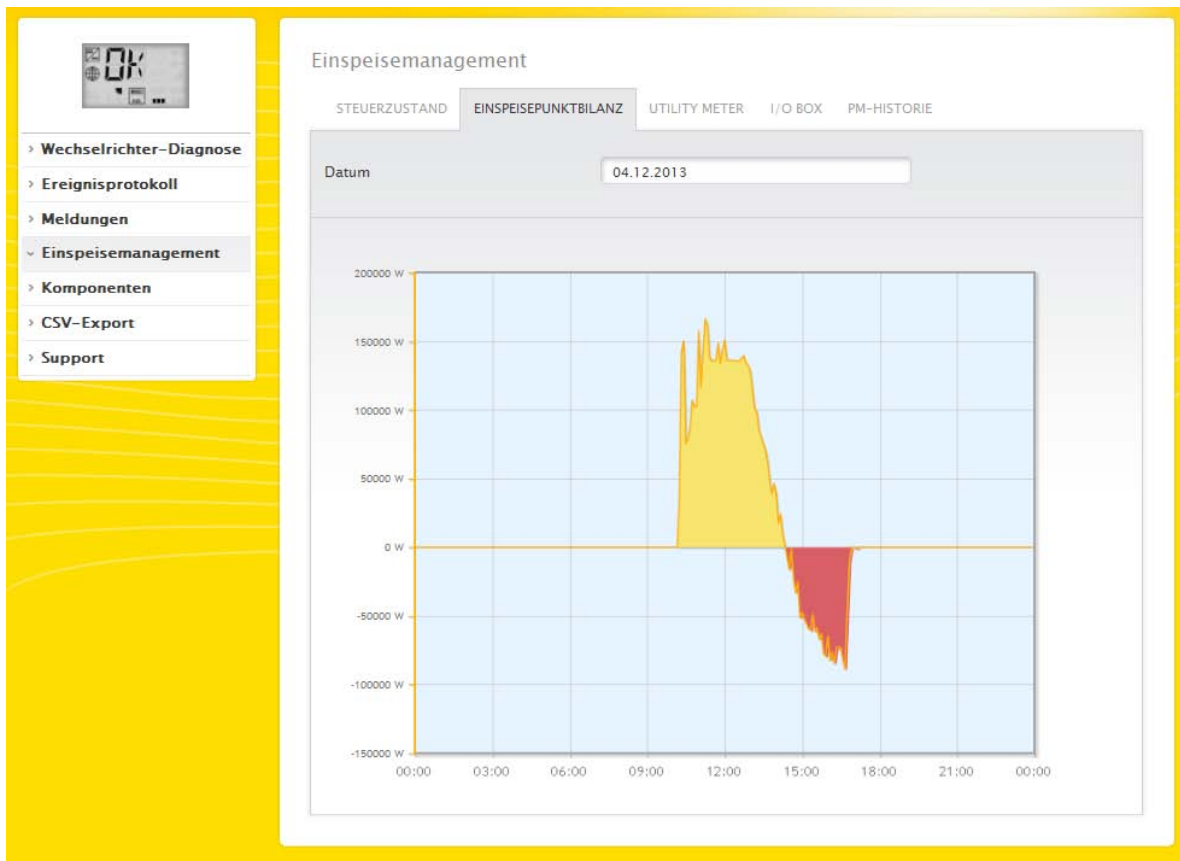 OK
Wechselrichter-Diagnose
Ereignisprotokoll
Meldungen
Einspeisemanagement
Komponenten
CSV-Export
Support
Einspeisemanagement
STEUERZUSTAND EINSPEISEPUNKTBILANZ UTILITY METER I/O BOX PM-HISTORIE
Datum 04.12.2013
200000 W
150000 W
100000 W
50000 W
0 W
-50000 W
-100000 W
-150000 W
00:00 03:00 06:00 09:00 12:00 15:00 18:00 21:00 00:00